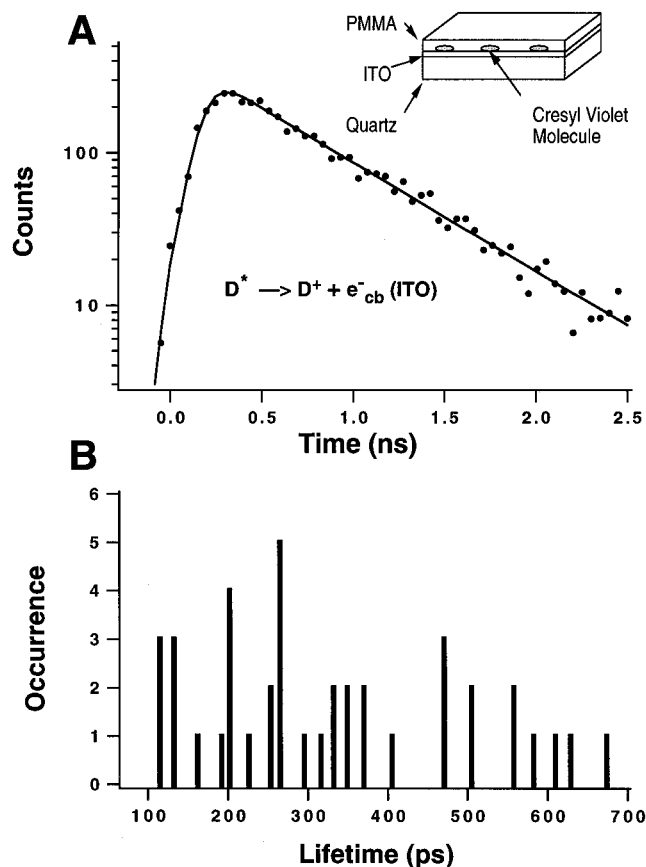 A
PMMA
ITO
Quartz
Cresyl Violet
Molecule
Counts
100
10
D* —> D+ + e-cb (ITO)
0.0 0.5 1.0 1.5 2.0 2.5
Time (ns)
B
Occurrence
6
5
4
3
2
1
0
100 200 300 400 500 600 700
Lifetime (ps)